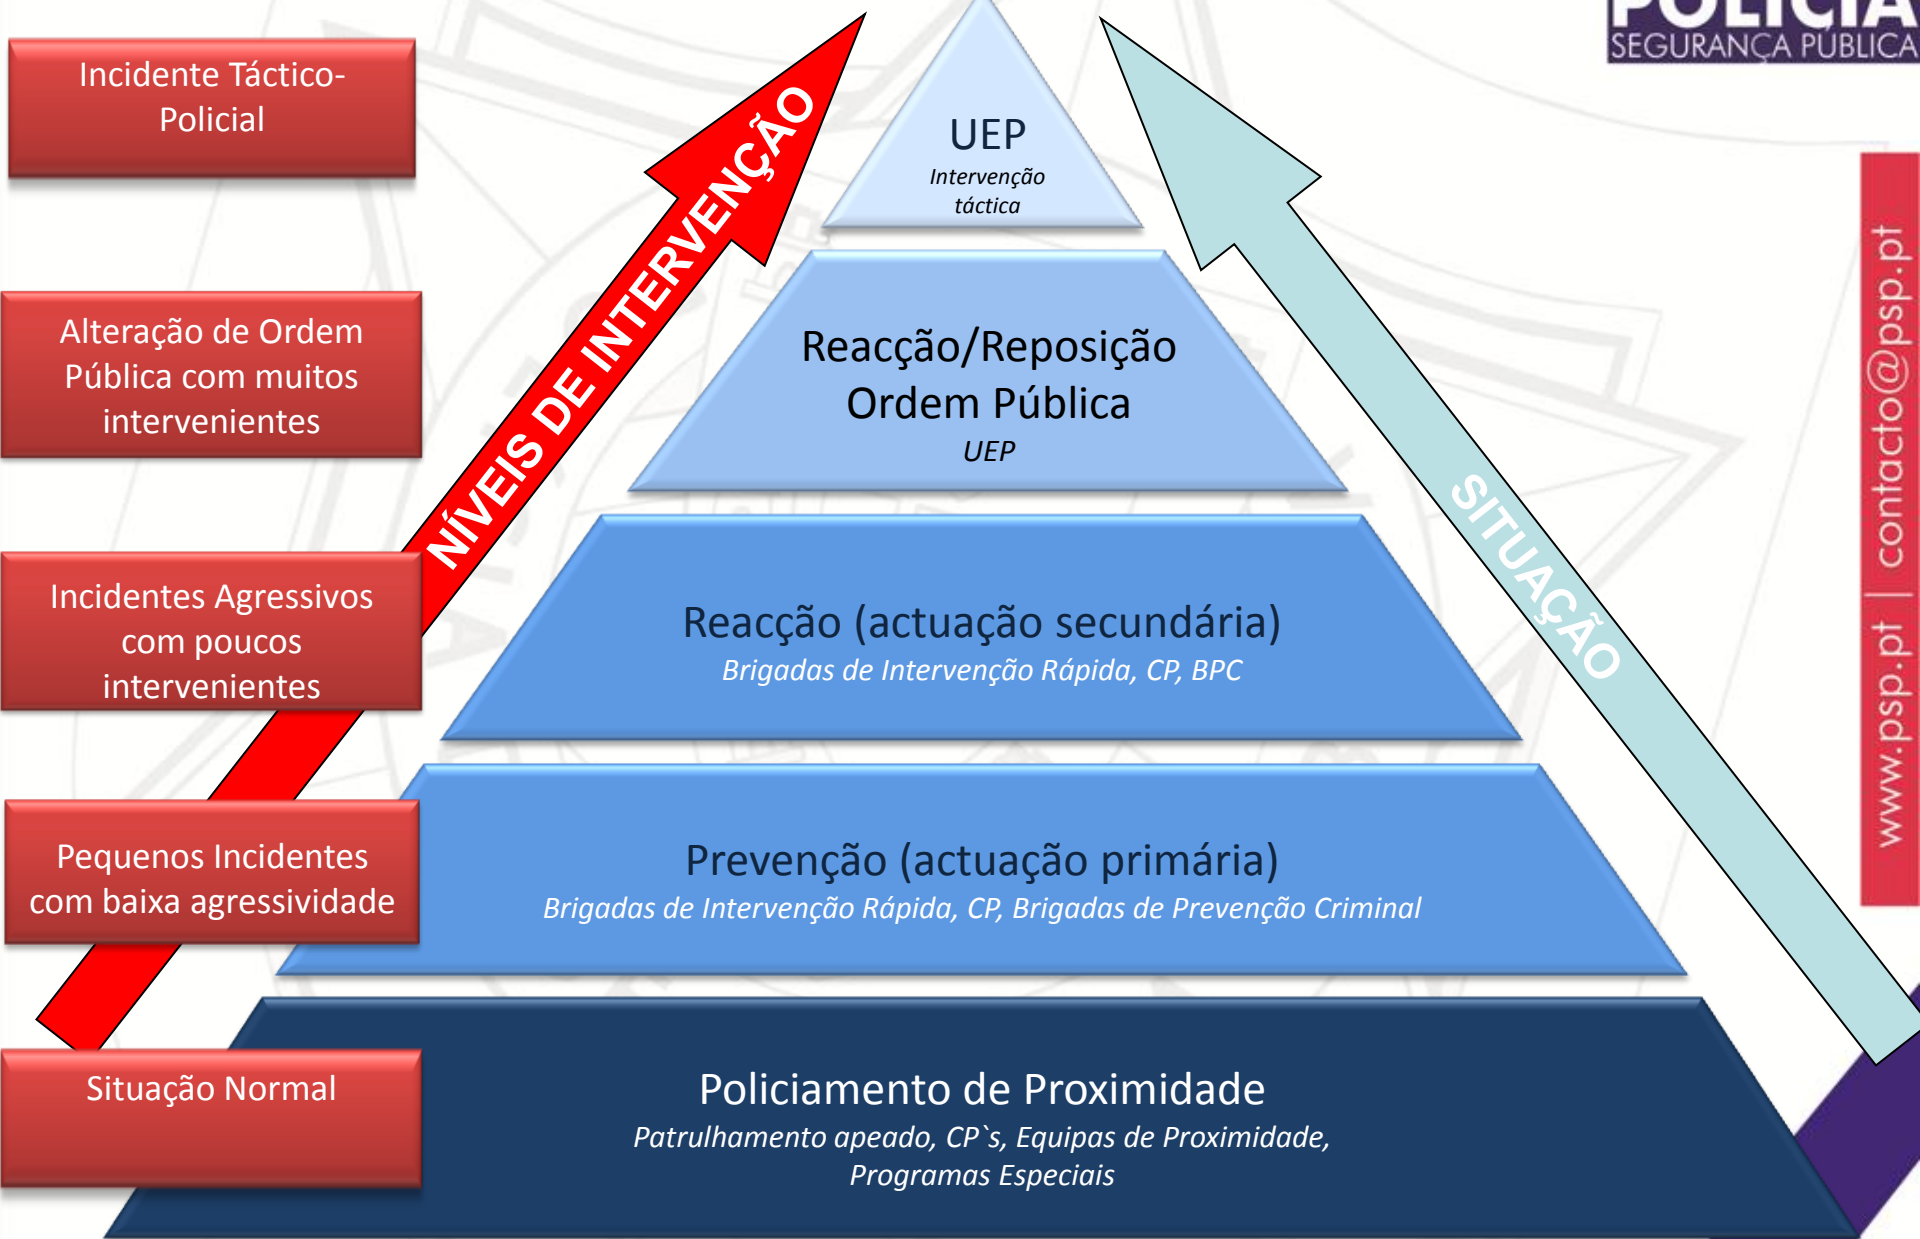 POLÍCIA
SEGURANÇA PÚBLICA
Incidente Táctico-
Policial
UEP
Intervenção
táctica
NÍVEIS DE INTERVENÇÃO
SITUAÇÃO
Alteração de Ordem
Pública com muitos
intervenientes
Reacção/Reposição
Ordem Pública
UEP
Incidentes Agressivos
com poucos
intervenientes
Reacção (actuação secundária)
Brigadas de Intervenção Rápida, CP, BPC
Pequenos Incidentes
com baixa agressividade
Prevenção (actuação primária)
Brigadas de Intervenção Rápida, CP, Brigadas de Prevenção Criminal
Situação Normal
Policiamento de Proximidade
Patrulhamento apeado, CP`s, Equipas de Proximidade,
Programas Especiais
www.psp.pt | contacto@psp.pt